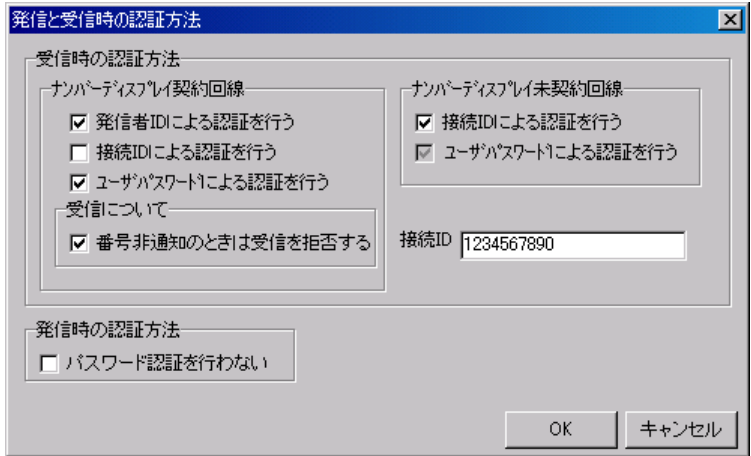 発信と受信時の認証方法
受信時の認証方法
ナンバーディスプレイ契約回線
発信者IDによる認証を行う
接続IDによる認証を行う
ユーザパスワード1による認証を行う
受信について
番号非通知のときは受信を拒否する
ナンバーディスプレイ未契約回線
接続IDによる認証を行う
ユーザパスワード1による認証を行う
接続ID 1234567890
発信時の認証方法
パスワード認証を行わない
OK キャンセル